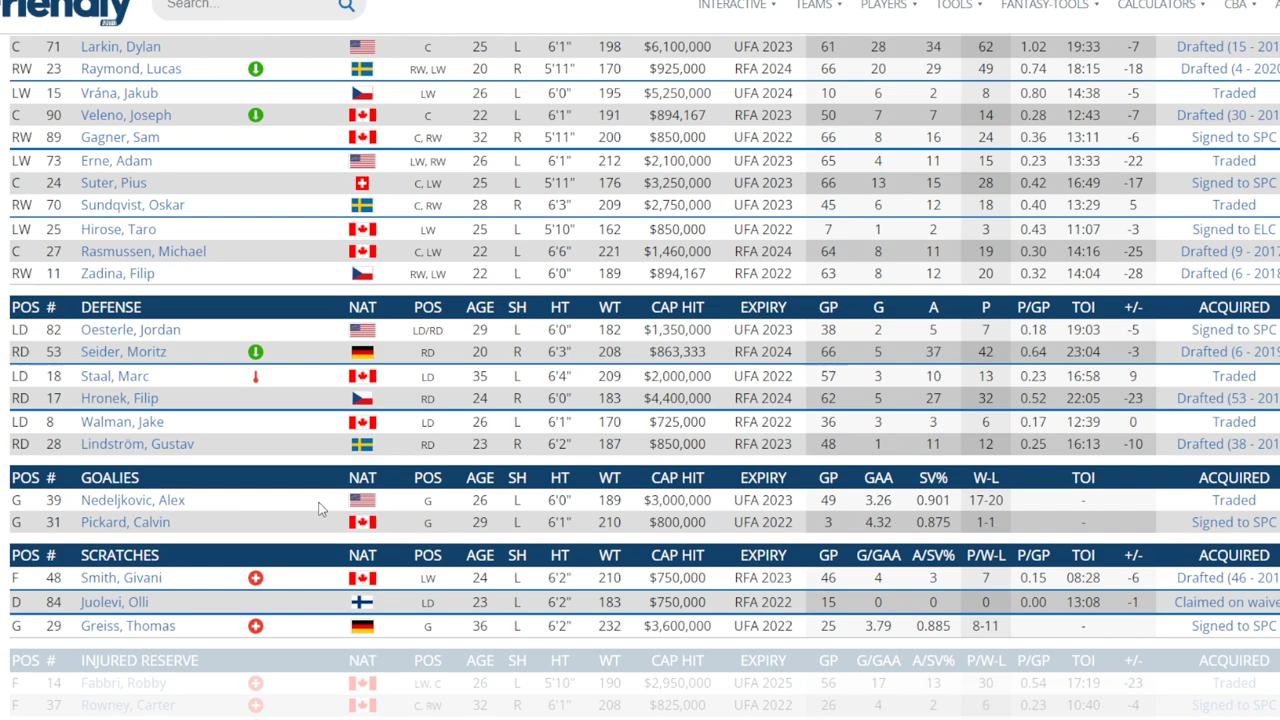 riendly
Search...
INTERACTIVE TEAMS PLAYERS TOOLS FANTASY-TOOLS CALCULATORS CBA
C 71 Larkin, Dylan C 25 L 6'1" 198 $6,100,000 UFA 2023 61 28 34 62 1.02 19:33 -7 Drafted (15 - 201
RW 23 Raymond, Lucas RW, LW 20 R 5'11" 170 $925,000 RFA 2024 66 20 29 49 0.74 18:15 -18 Drafted (4 - 2020
LW 15 Vrána, Jakub LW 26 L 6'0" 195 $5,250,000 UFA 2024 10 6 2 8 0.80 14:38 -5 Traded
C 90 Veleno, Joseph C 22 L 6'1" 191 $894,167 RFA 2023 50 7 7 14 0.28 12:43 -7 Drafted (30 - 201
RW 89 Gagner, Sam C, RW 32 R 5'11" 200 $850,000 UFA 2022 66 8 16 24 0.36 13:11 -6 Signed to SPC
LW 73 Erne, Adam LW, RW 26 L 6'1" 212 $2,100,000 UFA 2023 65 4 11 15 0.23 13:33 -22 Traded
C 24 Suter, Pius C, LW 25 L 5'11" 176 $3,250,000 UFA 2023 66 13 15 28 0.42 16:49 -17 Signed to SPC
RW 70 Sundqvist, Oskar C, RW 28 R 6'3" 209 $2,750,000 UFA 2023 45 6 12 18 0.40 13:29 5 Traded
LW 25 Hirose, Taro LW 25 L 5'10" 162 $850,000 RFA 2022 7 1 2 3 0.43 11:07 -3 Signed to ELC
C 27 Rasmussen, Michael C, LW 22 L 6'6" 221 $1,460,000 RFA 2024 64 8 11 19 0.30 14:16 -25 Drafted (9 - 2017
RW 11 Zadina, Filip RW, LW 22 L 6'0" 189 $894,167 RFA 2022 63 8 12 20 0.32 14:04 -28 Drafted (6 - 2018
POS # DEFENSE NAT POS AGE SH HT WT CAP HIT EXPIRY GP G A P P/GP TOI +/- ACQUIRED
LD 82 Oesterle, Jordan LD/RD 29 L 6'0" 182 $1,350,000 UFA 2023 38 2 5 7 0.18 19:03 -5 Signed to SPC
RD 53 Seider, Moritz RD 20 R 6'3" 208 $863,333 RFA 2024 66 5 37 42 0.64 23:04 -3 Drafted (6 - 2019
LD 18 Staal, Marc LD 35 L 6'4" 209 $2,000,000 UFA 2022 57 3 10 13 0.23 16:58 9 Traded
RD 17 Hronek, Filip RD 24 R 6'0" 183 $4,400,000 RFA 2024 62 5 27 32 0.52 22:05 -23 Drafted (53 - 201
LD 8 Walman, Jake LD 26 L 6'1" 170 $725,000 RFA 2022 36 3 3 6 0.17 12:39 0 Traded
RD 28 Lindström, Gustav RD 23 R 6'2" 187 $850,000 RFA 2023 48 1 11 12 0.25 16:13 -10 Drafted (38 - 201
POS # GOALIES NAT POS AGE SH HT WT CAP HIT EXPIRY GP GAA SV% W-L TOI ACQUIRED
G 39 Nedeljkovic, Alex G 26 L 6'0" 189 $3,000,000 UFA 2023 49 3.26 0.901 17-20 - Traded
G 31 Pickard, Calvin G 29 L 6'1" 210 $800,000 UFA 2022 3 4.32 0.875 1-1 - Signed to SPC
POS # SCRATCHES NAT POS AGE SH HT WT CAP HIT EXPIRY GP G/GAA A/SV% P/W-L P/GP TOI +/- ACQUIRED
F 48 Smith, Givani LW 24 L 6'2" 210 $750,000 RFA 2023 46 4 3 7 0.15 08:28 -6 Drafted (46 - 201
D 84 Juolevi, Olli LD 23 L 6'2" 183 $750,000 RFA 2022 15 0 0 0 0.00 13:08 -1 Claimed on waive
G 29 Greiss, Thomas G 36 L 6'2" 232 $3,600,000 UFA 2022 25 3.79 0.885 8-11 - Signed to SPC
POS # INJURED RESERVE NAT POS AGE SH HT WT CAP HIT EXPIRY GP G/GAA A/SV% P/W-L P/GP TOI +/- ACQUIRED
F 14 Fabbri, Robby LW, C 26 L 5'10" 190 $2,950,000 UFA 2025 56 17 13 30 0.54 17:19 -23 Traded
F 37 Rowney, Carter C, RW 32 R 6'2" 208 $825,000 UFA 2022 26 4 2 6 0.23 10:40 -4 Signed to SPC